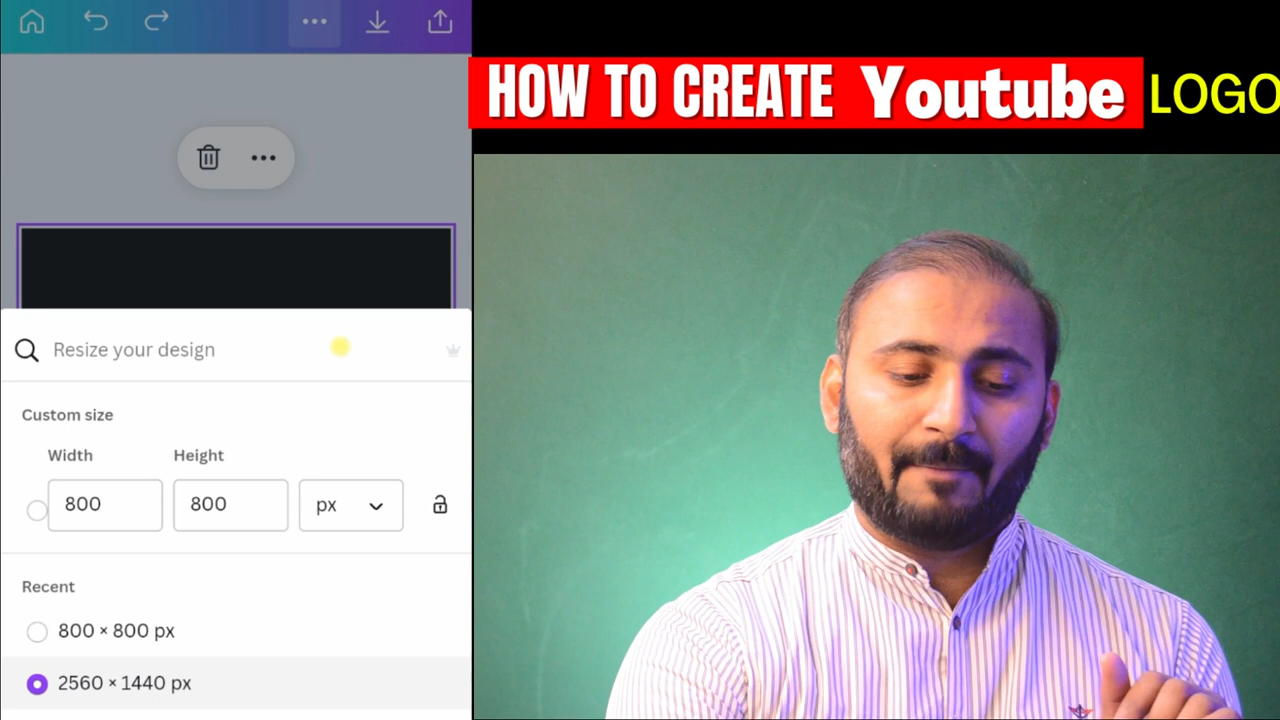 HOW TO CREATE Youtube LOGO
Resize your design
Custom size
Width Height
800 800 px
Recent
800 × 800 px
2560 × 1440 px